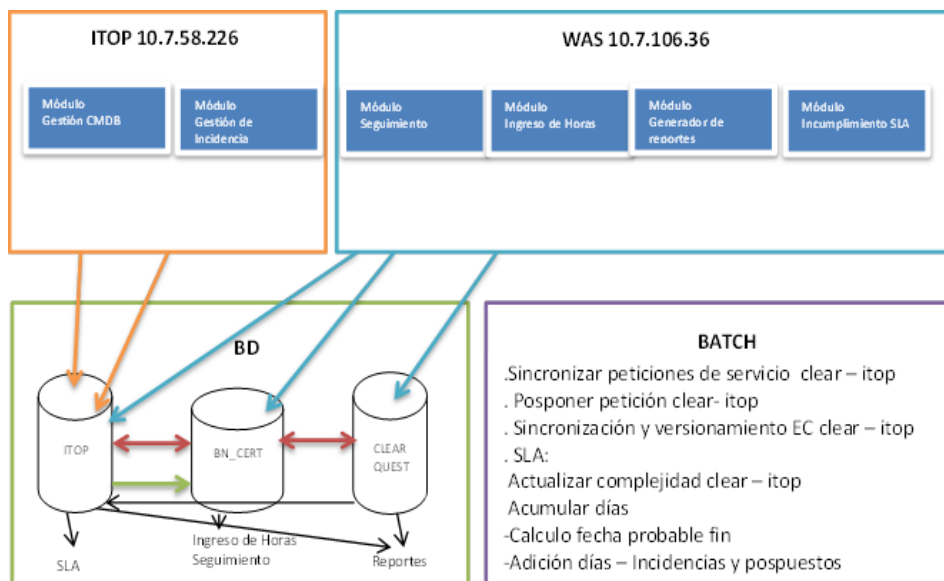 ITOP 10.7.58.226
WAS 10.7.106.36
Módulo
Gestión CMDB
Módulo
Gestión de
Incidencia
Módulo
Seguimiento
Módulo
Ingreso de Horas
Módulo
Generador de
reportes
Módulo
Incumplimiento SLA
BD
ITOP
BN_CERT
CLEAR
QUEST
SLA
Ingreso de Horas
Seguimiento
Reportes
BATCH
.Sincronizar peticiones de servicio clear – itop
. Posponer petición clear- itop
. Sincronización y versionamiento EC clear – itop
. SLA:
Actualizar complejidad clear – itop
Acumular días
-Calculo fecha probable fin
-Adición días – Incidencias y pospuestos